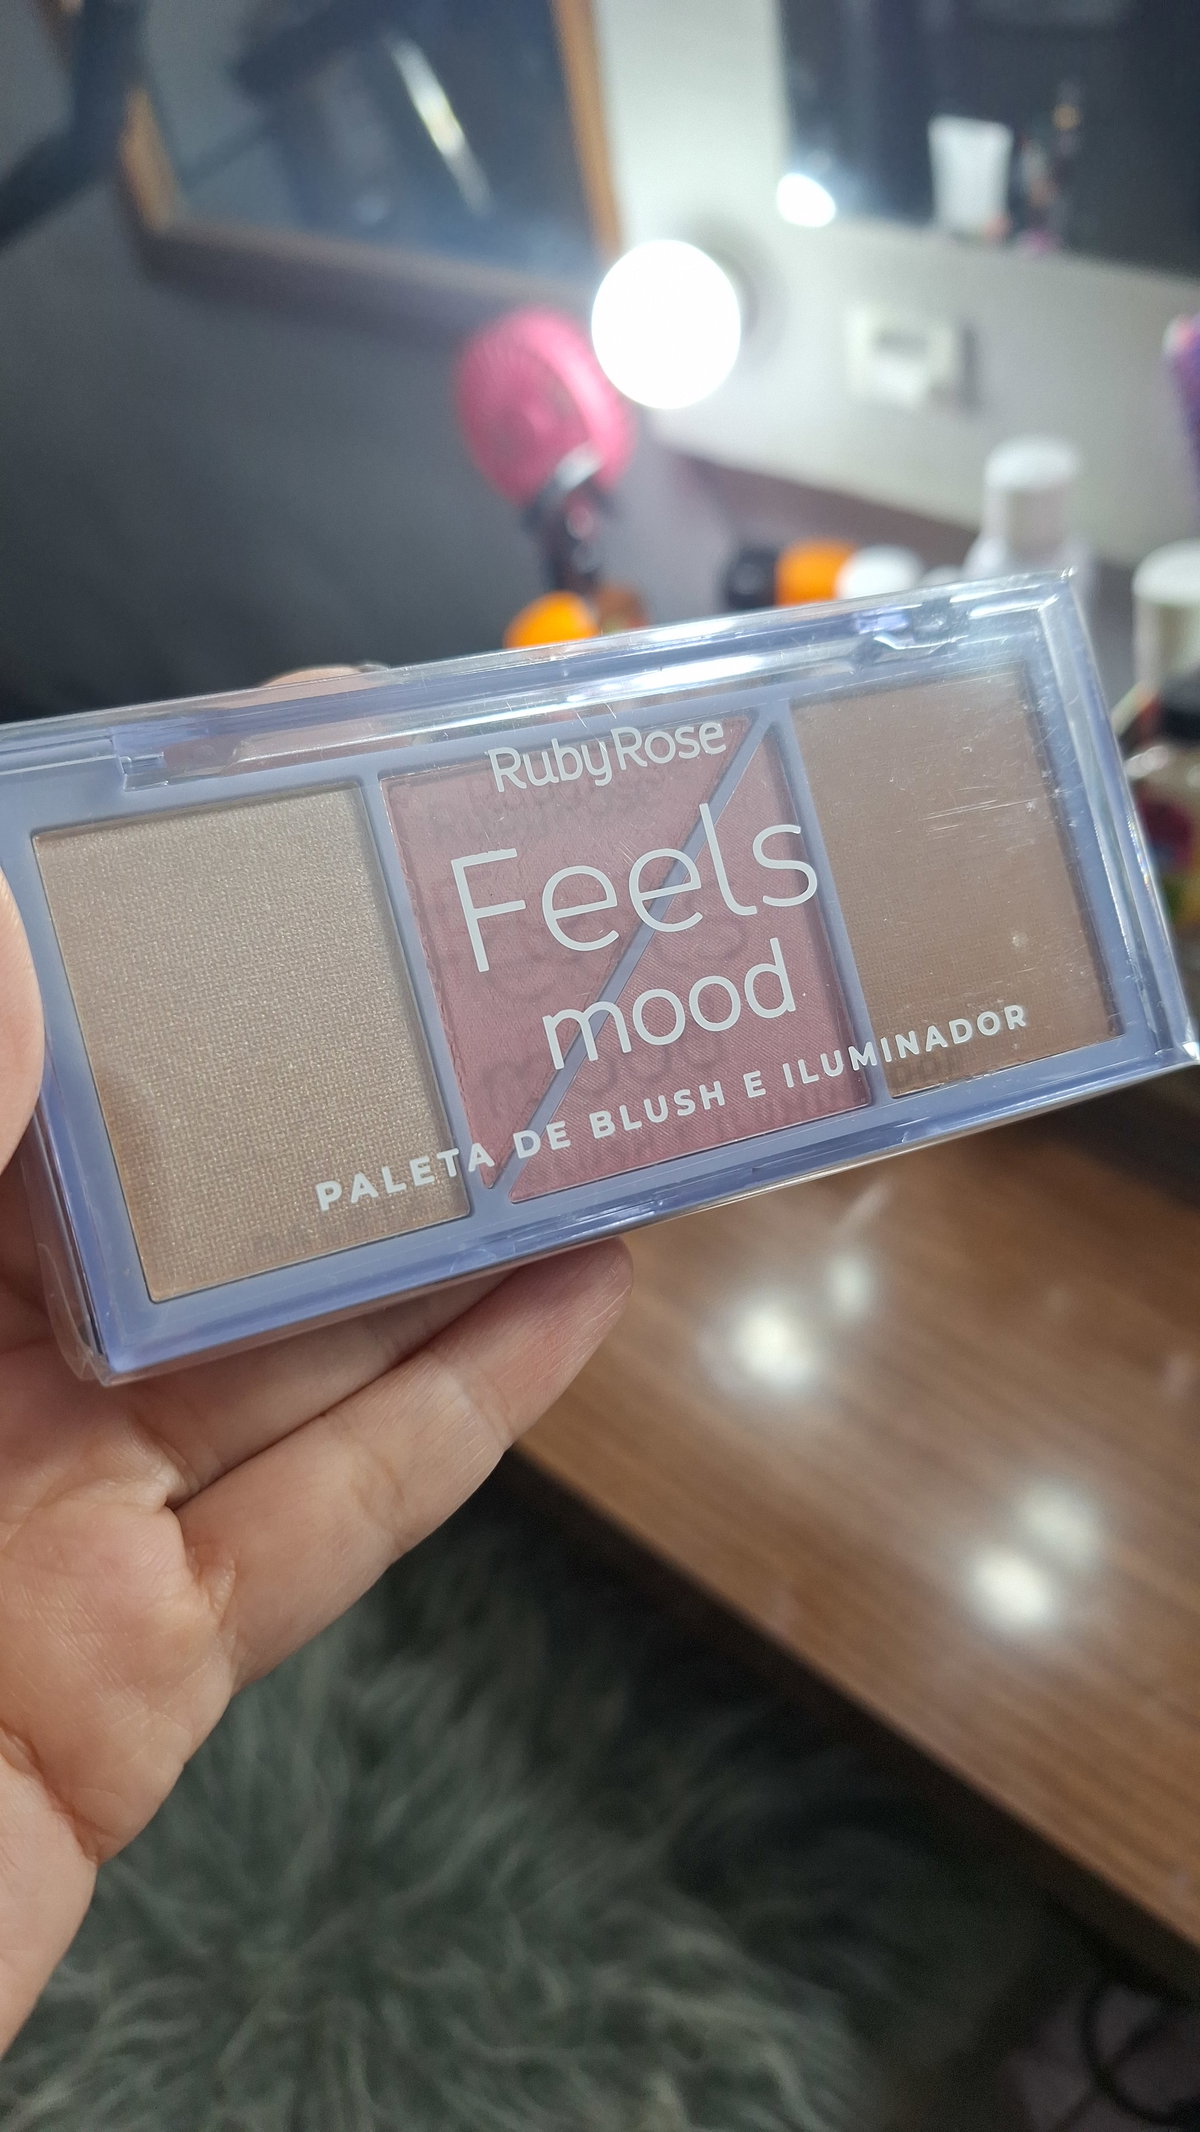 RubyRose
Feels
mood
PALETA DE BLUSH E ILUMINADOR